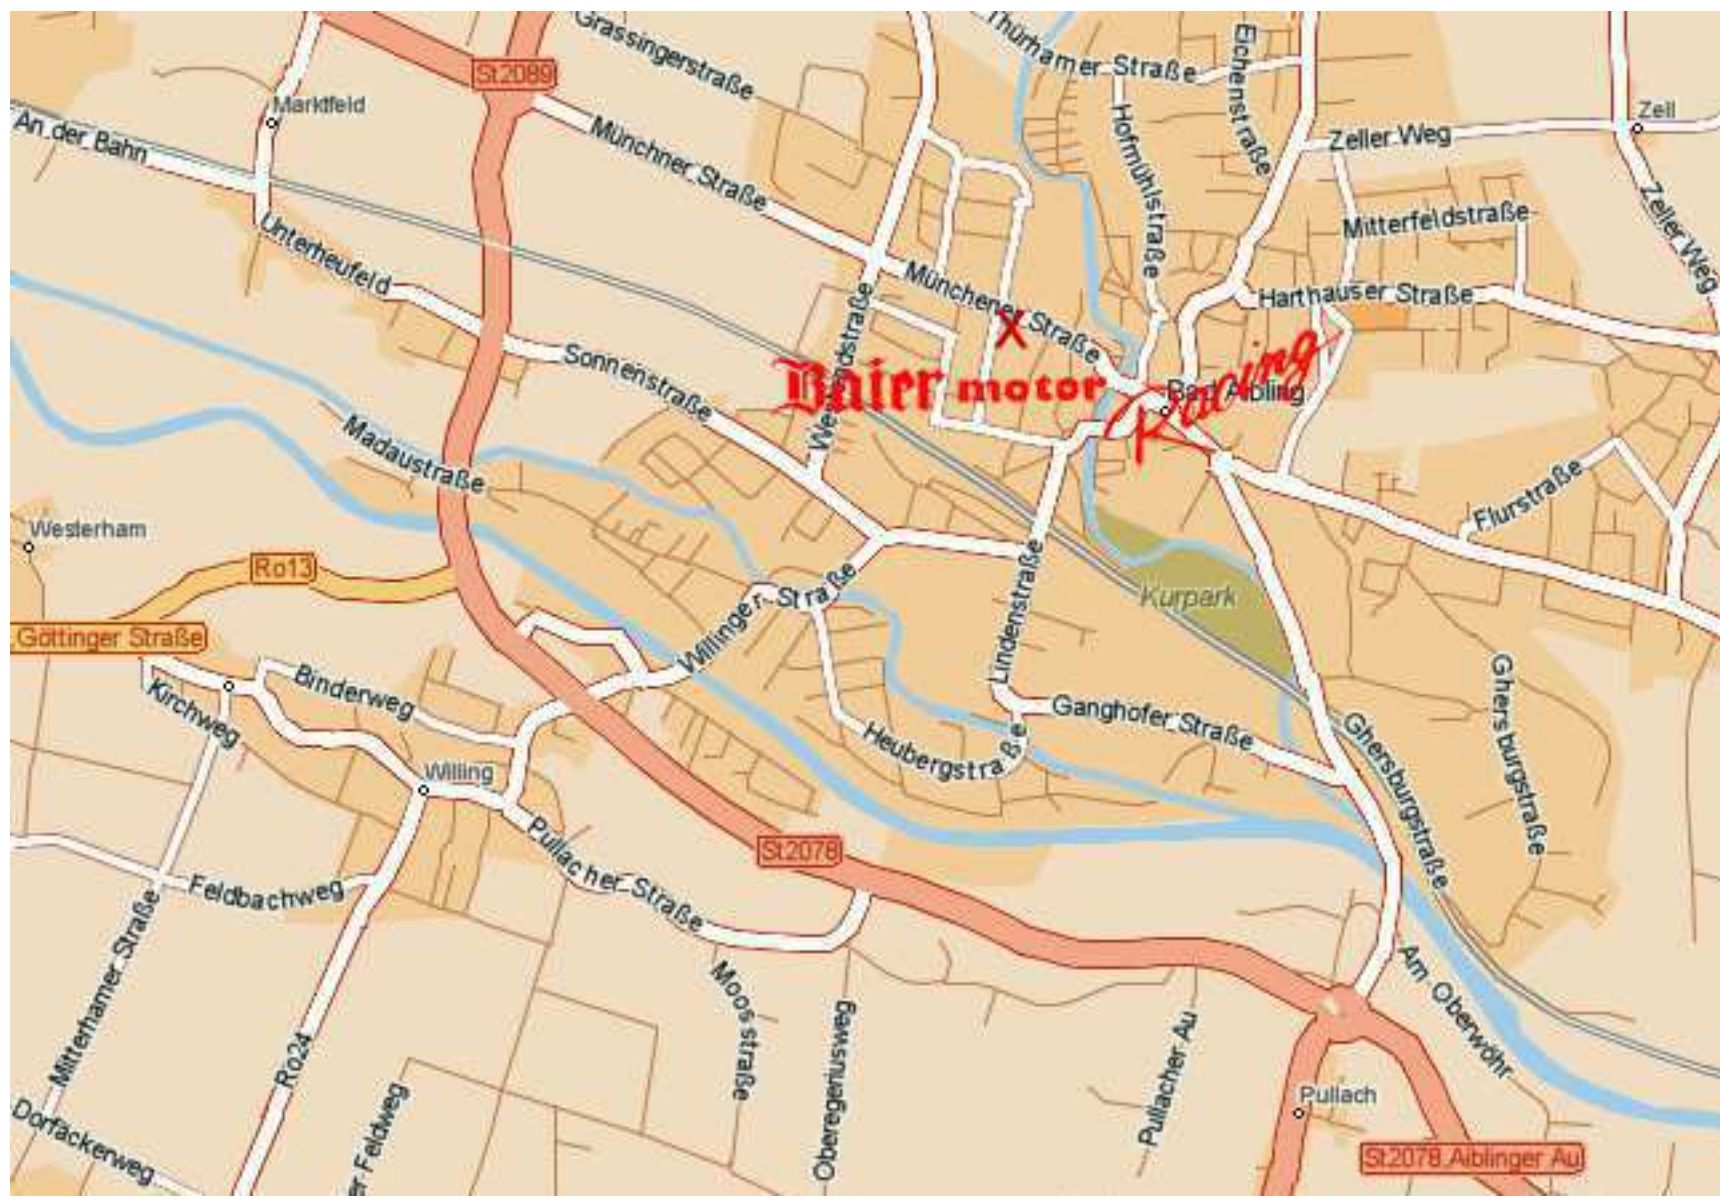 Grassingerstraße
Thürhamer Straße
Eichenstraße
St2089
Marktfeld
Zell
An der Bahn
Münchner Straße
Hofmühlstraße
Zeller Weg
Mitterfeldstraße
Zeller Weg
Unterheufeld
Münchener Straße
Harthauser Straße
X
Sonnenstraße
Baier motor Racing
Bad Aibling
Madaustraße
Flurstraße
Westerham
Ro13
Willinger Straße
Lindenstraße
Kurpark
Göttinger Straße
Binderweg
Kirchweg
Ganghofer Straße
Heubergstraße
Ghersburgstraße
Ghersburgstraße
Willing
Pullacher Straße
St2078
Feldbachweg
Mitterhamer Straße
Moosstraße
Oberegeriusweg
Am Oberwöhr
Pullacher Au
Ro24
Pullach
Dorfackerweg
er Feldweg
St2078 Aiblinger Au